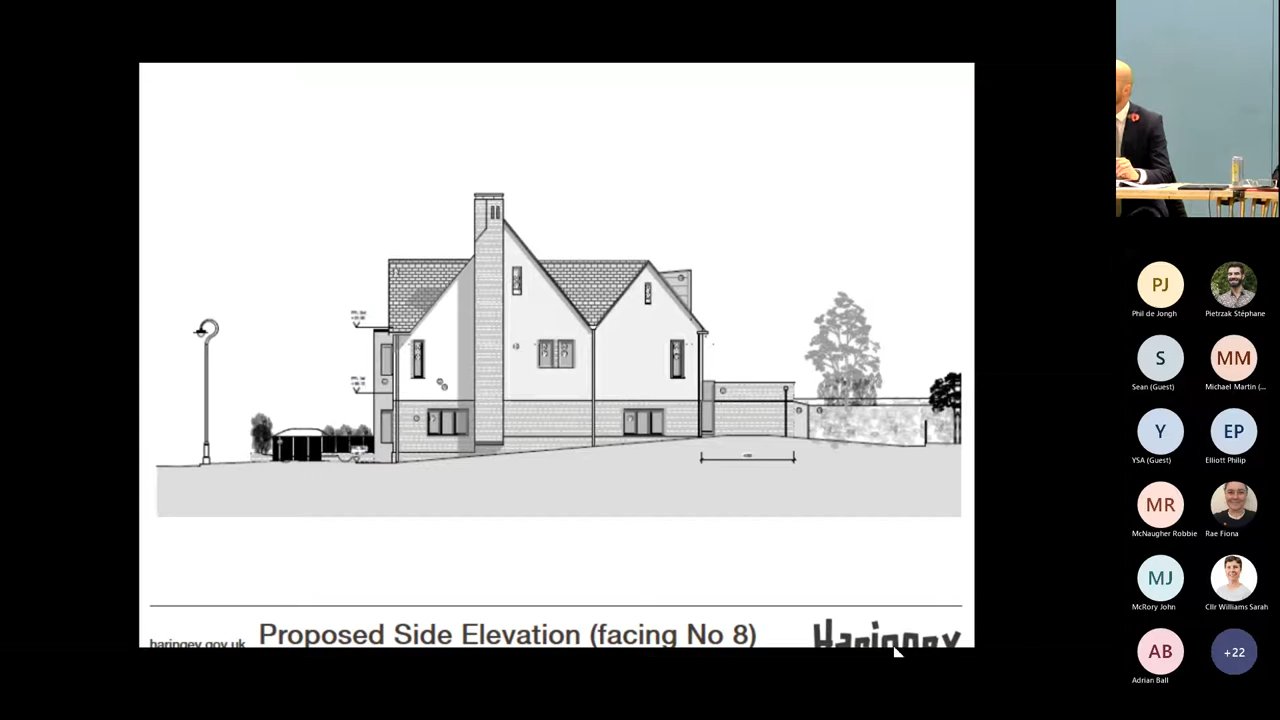 haringey.gov.uk
Proposed Side Elevation (facing No 8)
Haringey
PJ
Phil de Jongh
Pietrzak Stéphane
S
Sean (Guest)
MM
Michael Martin (...
Y
YSA (Guest)
EP
Elliott Philip
MR
McNaugher Robbie
Rae Fiona
MJ
McRory John
Cllr Williams Sarah
AB
Adrian Ball
+22